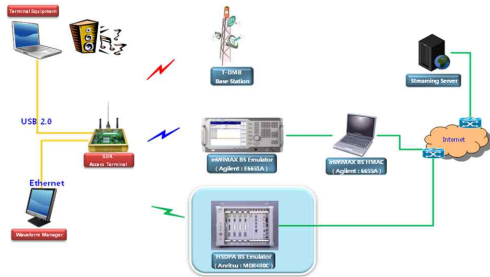 Terminal Equipment
T-DMB
Base Station
Streaming Server
USB 2.0
SDR
Access Terminal
mWiMAX BS Emulator
( Agilent : E6651A )
mWiMAX BS HMAC
( Agilent : 6655A )
Internet
Ethernet
Waveform Manager
HSDPA BS Emulator
( Anritsu : MD8480C )